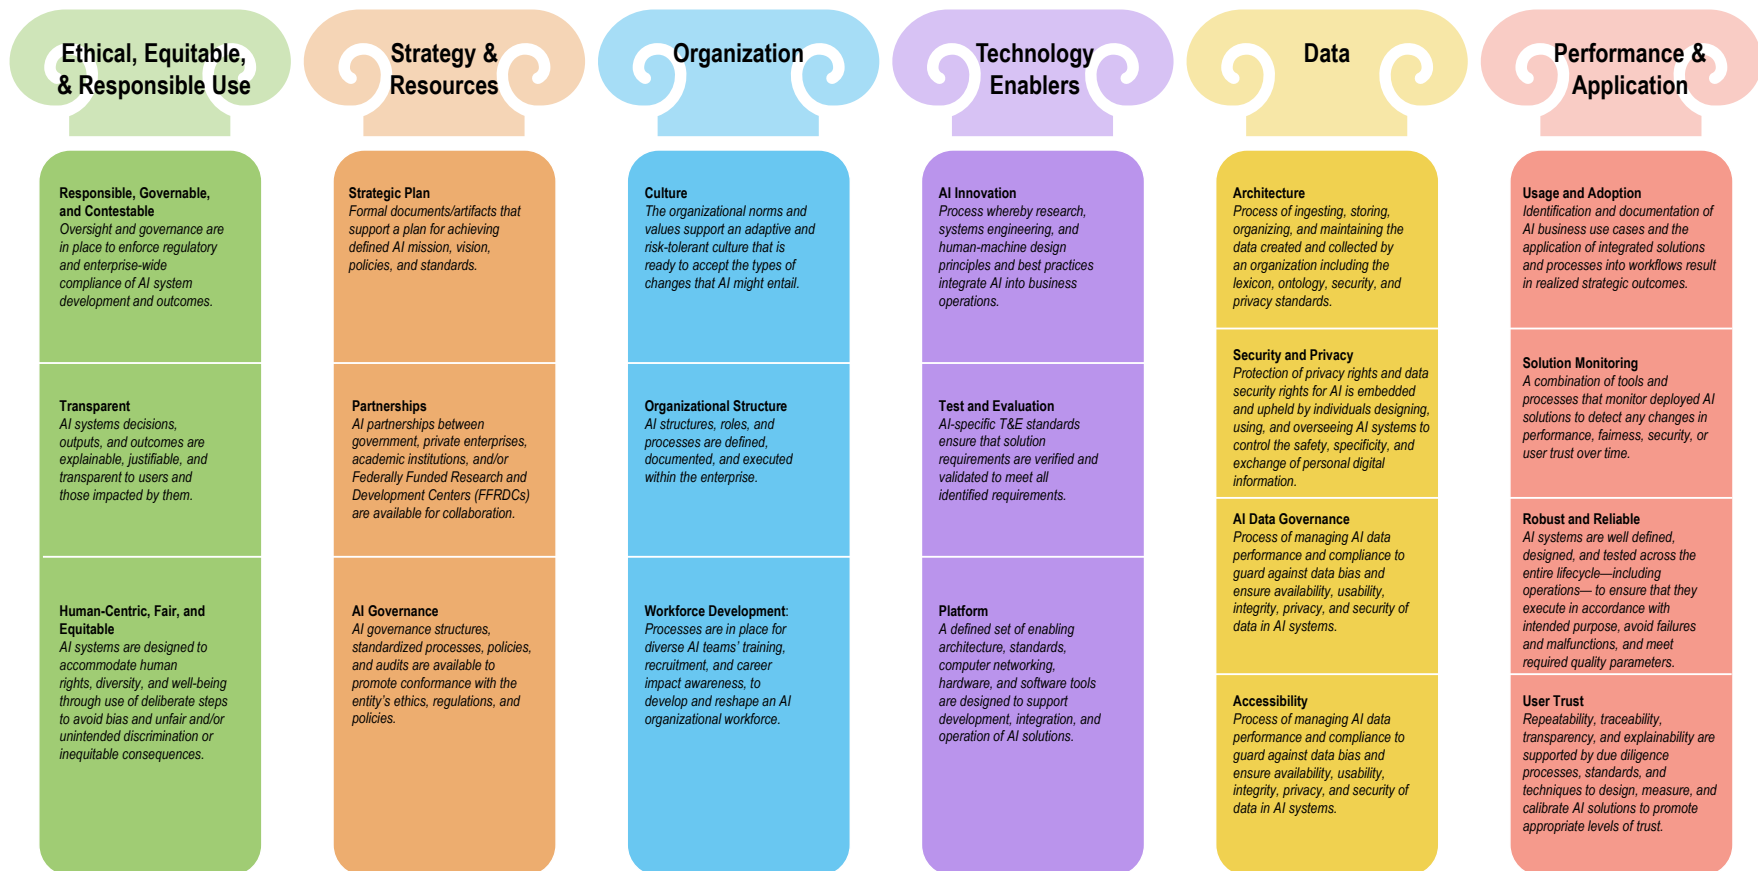 Ethical, Equitable,
& Responsible Use
Responsible, Governable,
and Contestable
Oversight and governance are
in place to enforce regulatory
and enterprise-wide
compliance of AI system
development and outcomes.
Transparent
AI systems decisions,
outputs, and outcomes are
explainable, justifiable, and
transparent to users and
those impacted by them.
Human-Centric, Fair, and
Equitable
AI systems are designed to
accommodate human
rights, diversity, and well-being
through use of deliberate steps
to avoid bias and unfair and/or
unintended discrimination or
inequitable consequences.
Strategy &
Resources
Strategic Plan
Formal documents/artifacts that
support a plan for achieving
defined AI mission, vision,
policies, and standards.
Partnerships
AI partnerships between
government, private enterprises,
academic institutions, and/or
Federally Funded Research and
Development Centers (FFRDCs)
are available for collaboration.
AI Governance
AI governance structures,
standardized processes, policies,
and audits are available to
promote conformance with the
entity's ethics, regulations, and
policies.
Organization
Culture
The organizational norms and
values support an adaptive and
risk-tolerant culture that is
ready to accept the types of
changes that AI might entail.
Organizational Structure
AI structures, roles, and
processes are defined,
documented, and executed
within the enterprise.
Workforce Development:
Processes are in place for
diverse AI teams' training,
recruitment, and career
impact awareness, to
develop and reshape an AI
organizational workforce.
Technology
Enablers
AI Innovation
Process whereby research,
systems engineering, and
human-machine design
principles and best practices
integrate AI into business
operations.
Test and Evaluation
AI-specific T&E standards
ensure that solution
requirements are verified and
validated to meet all
identified requirements.
Platform
A defined set of enabling
architecture, standards,
computer networking,
hardware, and software tools
are designed to support
development, integration, and
operation of AI solutions.
Data
Architecture
Process of ingesting, storing,
organizing, and maintaining the
data created and collected by
an organization including the
lexicon, ontology, security, and
privacy standards.
Security and Privacy
Protection of privacy rights and data
security rights for AI is embedded
and upheld by individuals designing,
using, and overseeing AI systems to
control the safety, specificity, and
exchange of personal digital
information.
AI Data Governance
Process of managing AI data
performance and compliance to
guard against data bias and
ensure availability, usability,
integrity, privacy, and security of
data in AI systems.
Accessibility
Process of managing AI data
performance and compliance to
guard against data bias and
ensure availability, usability,
integrity, privacy, and security of
data in AI systems.
Performance &
Application
Usage and Adoption
Identification and documentation of
AI business use cases and the
application of integrated solutions
and processes into workflows result
in realized strategic outcomes.
Solution Monitoring
A combination of tools and
processes that monitor deployed AI
solutions to detect any changes in
performance, fairness, security, or
user trust over time.
Robust and Reliable
AI systems are well defined,
designed, and tested across the
entire lifecycle—including
operations— to ensure that they
execute in accordance with
intended purpose, avoid failures
and malfunctions, and meet
required quality parameters.
User Trust
Repeatability, traceability,
transparency, and explainability are
supported by due diligence
processes, standards, and
techniques to design, measure, and
calibrate AI solutions to promote
appropriate levels of trust.